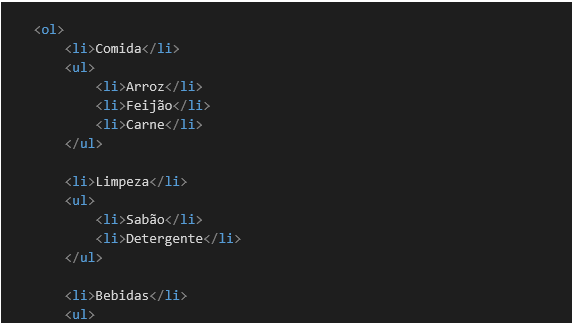 <ol>
<li>Comida</li>
<ul>
<li>Arroz</li>
<li>Feijão</li>
<li>Carne</li>
</ul>
<li>Limpeza</li>
<ul>
<li>Sabão</li>
<li>Detergente</li>
</ul>
<li>Bebidas</li>
<ul>